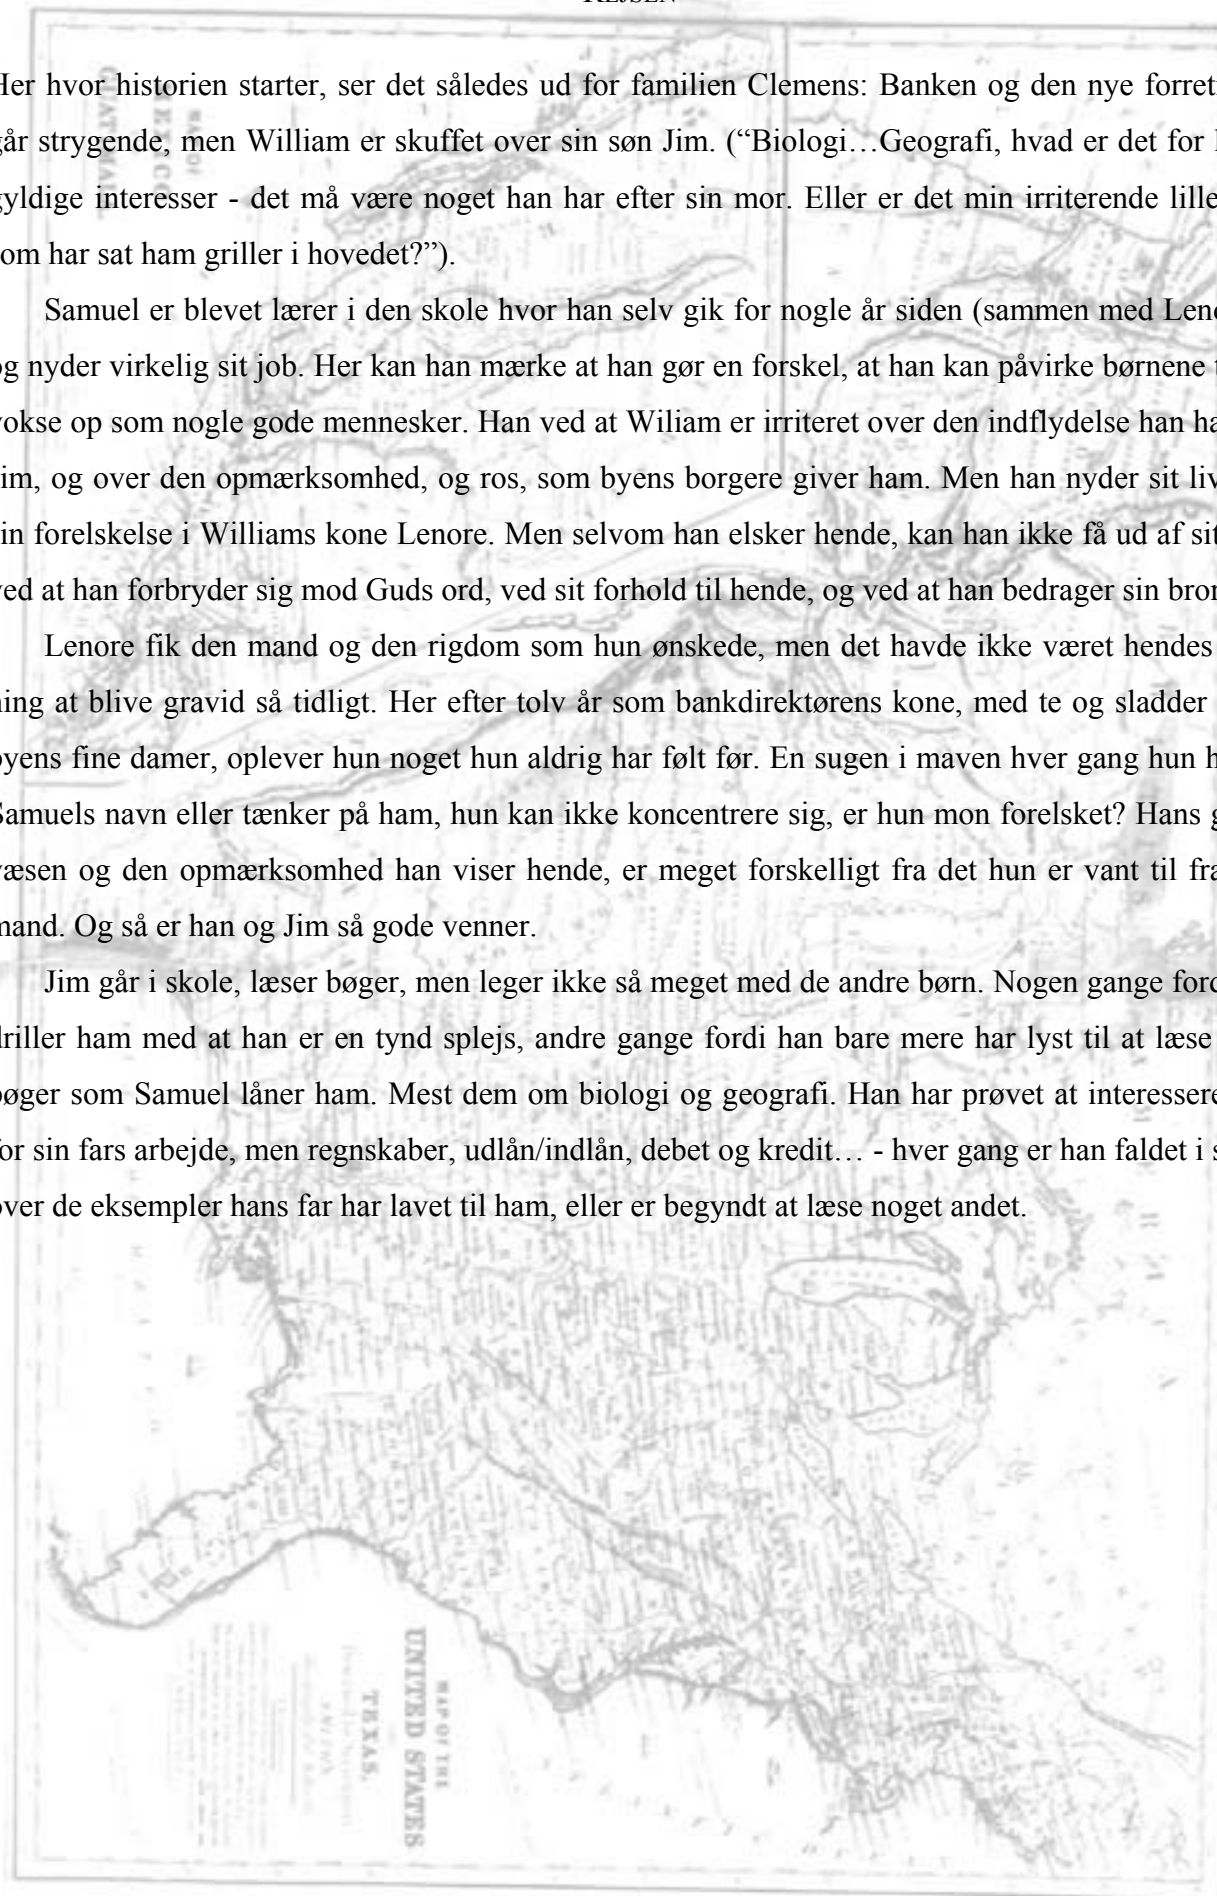 REJSEN
Her hvor historien starter, ser det således ud for familien Clemens: Banken og den nye
går strygende, men William er skuffet over sin søn Jim. (“Biologi…Geografi, hvad er det for
gyldige interesser - det må være noget han har efter sin mor. Eller er det min irriterende lille
som har sat ham griller i hovedet?”).
Samuel er blevet lærer i den skole hvor han selv gik for nogle år siden (sammen med
og nyder virkelig sit job. Her kan han mærke at han gør en forskel, at han kan påvirke børnene
vokse op som nogle gode mennesker. Han ved at Wiliam er irriteret over den indflydelse han
Jim, og over den opmærksomhed, og ros, som byens borgere giver ham. Men han nyder sit liv
sin forelskelse i Williams kone Lenore. Men selvom han elsker hende, kan han ikke få ud af sit
ved at han forbryder sig mod Guds ord, ved sit forhold til hende, og ved at han bedrager sin bror
Lenore fik den mand og den rigdom som hun ønskede, men det havde ikke været hendes
ning at blive gravid så tidligt. Her efter tolv år som bankdirektørens kone, med te og sladder
byens fine damer, oplever hun noget hun aldrig har følt før. En sugen i maven hver gang hun
Samuels navn eller tænker på ham, hun kan ikke koncentrere sig, er hun mon forelsket? Hans
væsen og den opmærksomhed han viser hende, er meget forskelligt fra det hun er vant til fra
mand. Og så er han og Jim så gode venner.
Jim går i skole, læser bøger, men leger ikke så meget med de andre børn. Nogen gange
driller ham med at han er en tynd splejs, andre gange fordi han bare mere har lyst til at læse
bøger som Samuel låner ham. Mest dem om biologi og geografi. Han har prøvet at interessere
for sin fars arbejde, men regnskaber, udlån/indlån, debet og kredit… - hver gang er han faldet i
over de eksempler hans far har lavet til ham, eller er begyndt at læse noget andet.
MAP OF THE
UNITED STATES
TEXAS.